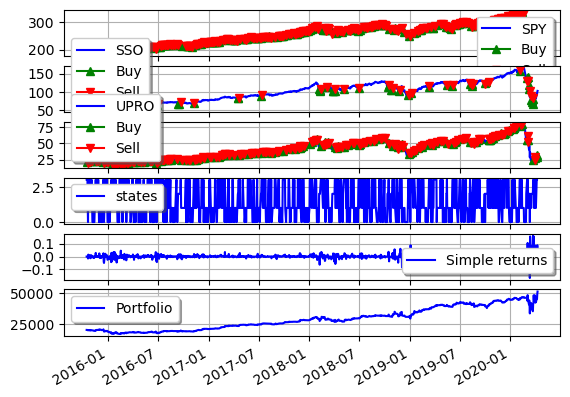 300
200
SPY
Buy
Sell
150
100
50
SSO
Buy
Sell
75
50
25
UPRO
Buy
Sell
2.5
0.0
states
0.1
0.0
−0.1
Simple returns
50000
25000
Portfolio
2016-01 2016-07 2017-01 2017-07 2018-01 2018-07 2019-01 2019-07 2020-01